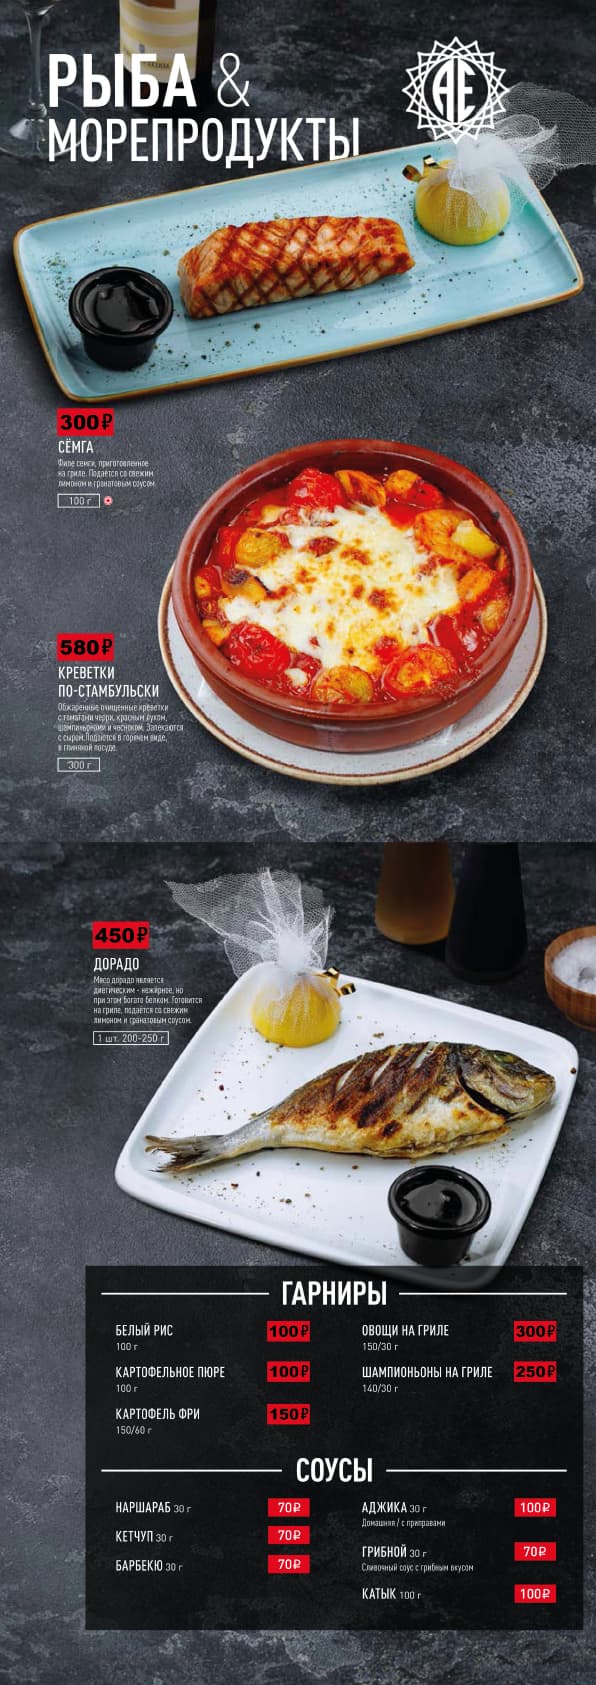 РЫБА &
МОРЕПРОДУКТЫ
АЕ
300₽
СЁМГА
Филе семги, приготовленное
на гриле. Подаётся со свежим
лимоном и гранатовым соусом.
100 г
580₽
КРЕВЕТКИ
ПО-СТАМБУЛЬСКИ
Обжаренные очищенные креветки
с томатами черри, красным луком,
шампиньонами и чесноком. Запекаются
с сыром.Подаются в горячем виде,
в глиняной посуде.
300 г
450₽
ДОРАДО
Мясо дорадо является
диетическим - нежирное, но
при этом богато белком. Готовится
на гриле, подаётся со свежим
лимоном и гранатовым соусом.
1 шт. 200-250 г
ГАРНИРЫ
БЕЛЫЙ РИС 100₽
100 г
КАРТОФЕЛЬНОЕ ПЮРЕ 100₽
100 г
КАРТОФЕЛЬ ФРИ 150₽
150/60 г
ОВОЩИ НА ГРИЛЕ 300₽
150/30 г
ШАМПИОНЬОНЫ НА ГРИЛЕ 250₽
140/30 г
СОУСЫ
НАРШАРАБ 30 г 70₽
КЕТЧУП 30 г 70₽
БАРБЕКЮ 30 г 70₽
АДЖИКА 30 г 100₽
Домашняя / с приправами
ГРИБНОЙ 30 г 70₽
Сливочный соус с грибным вкусом
КАТЫК 100 г 100₽